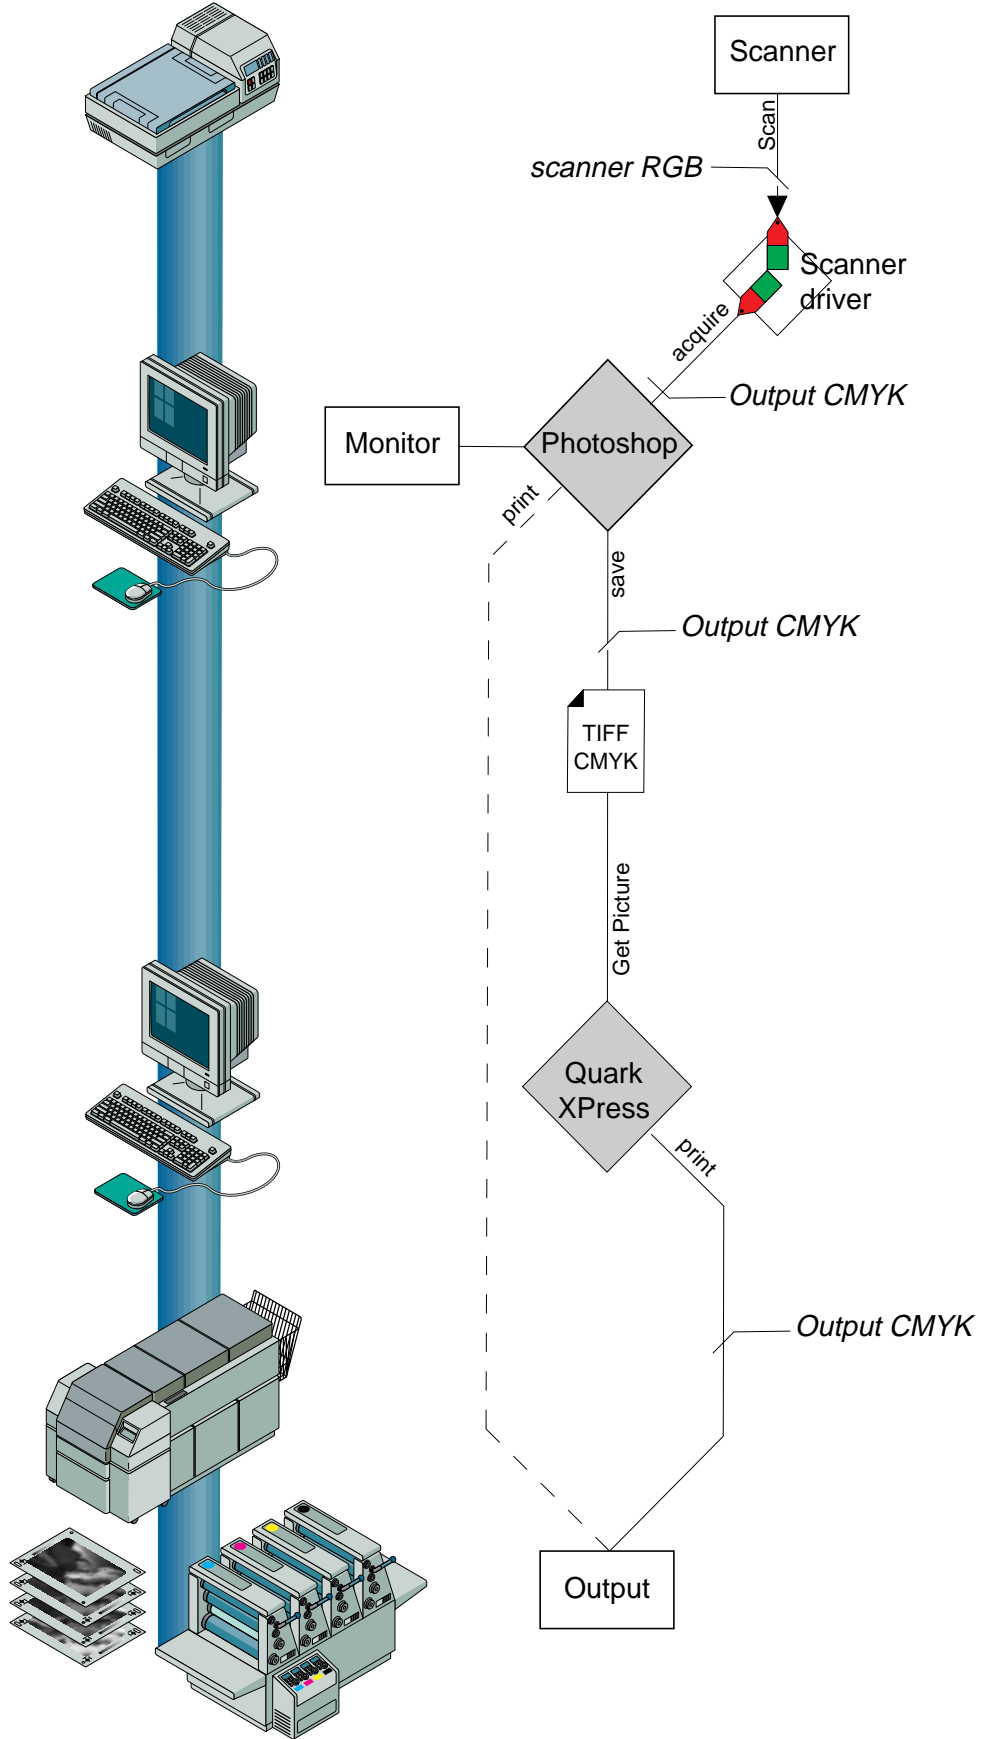 Scanner
Scan
scanner RGB
Scanner
driver
acquire
Output CMYK
Monitor
Photoshop
print
save
Output CMYK
TIFF
CMYK
Get Picture
Quark
XPress
print
Output CMYK
Output